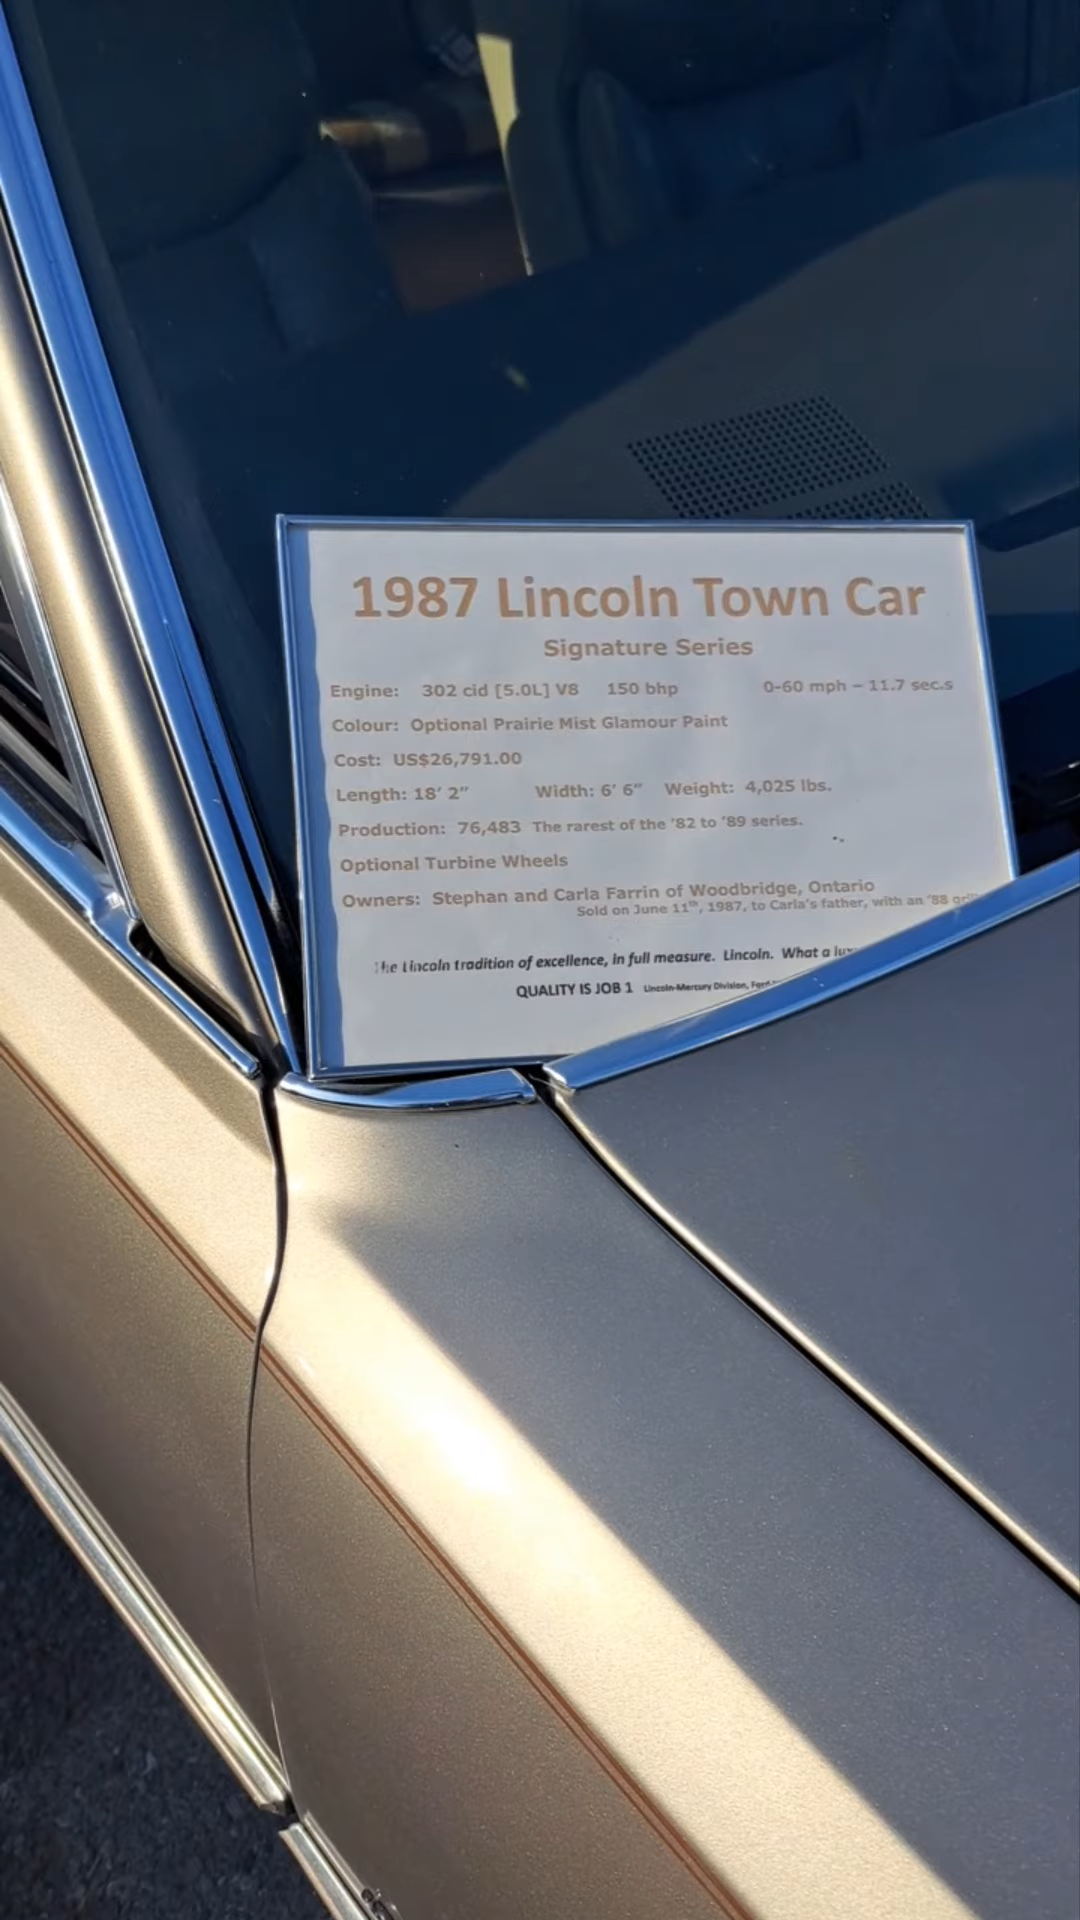 1987 Lincoln Town Car
Signature Series
Engine: 302 cid [5.0L] V8 150 bhp 0-60 mph – 11.7 sec.s
Colour: Optional Prairie Mist Glamour Paint
Cost: US$26,791.00
Length: 18’ 2” Width: 6’ 6” Weight: 4,025 lbs.
Production: 76,483 The rarest of the ’82 to ’89 series.
Optional Turbine Wheels
Owners: Stephan and Carla Farrin of Woodbridge, Ontario
Sold on June 11th, 1987, to Carla’s father, with an ’88
The Lincoln tradition of excellence, in full measure. Lincoln. What a
QUALITY IS JOB 1 Lincoln-Mercury Division,